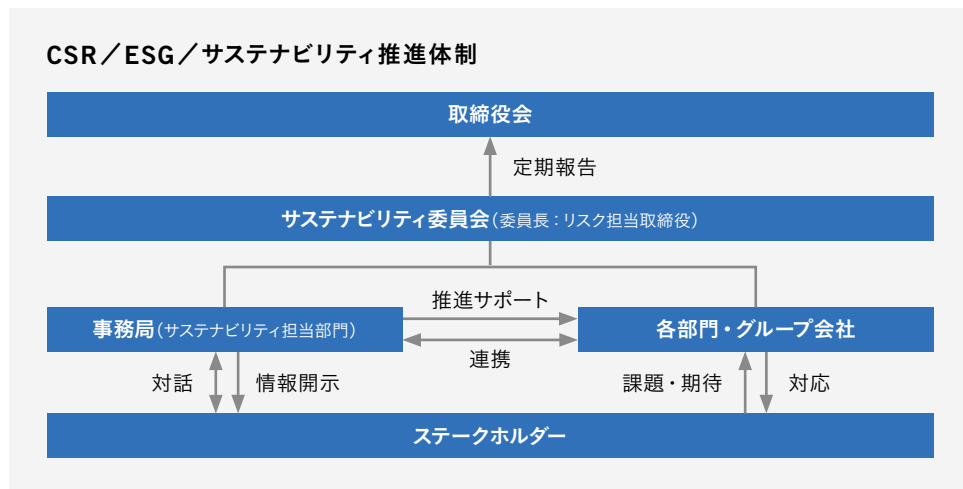 CSR／ESG／サステナビリティ推進体制
取締役会
定期報告
サステナビリティ委員会（委員長：リスク担当取締役）
推進サポート
事務局（サステナビリティ担当部門）
各部門・グループ会社
連携
対話
情報開示
課題・期待
対応
ステークホルダー